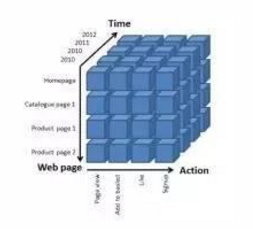 Time
2012
2011
2010
2010
Homepage
Catalogue page 1
Product page 1
Product page 2
Web page
Action
Page view
Add to basket
Like
Signup